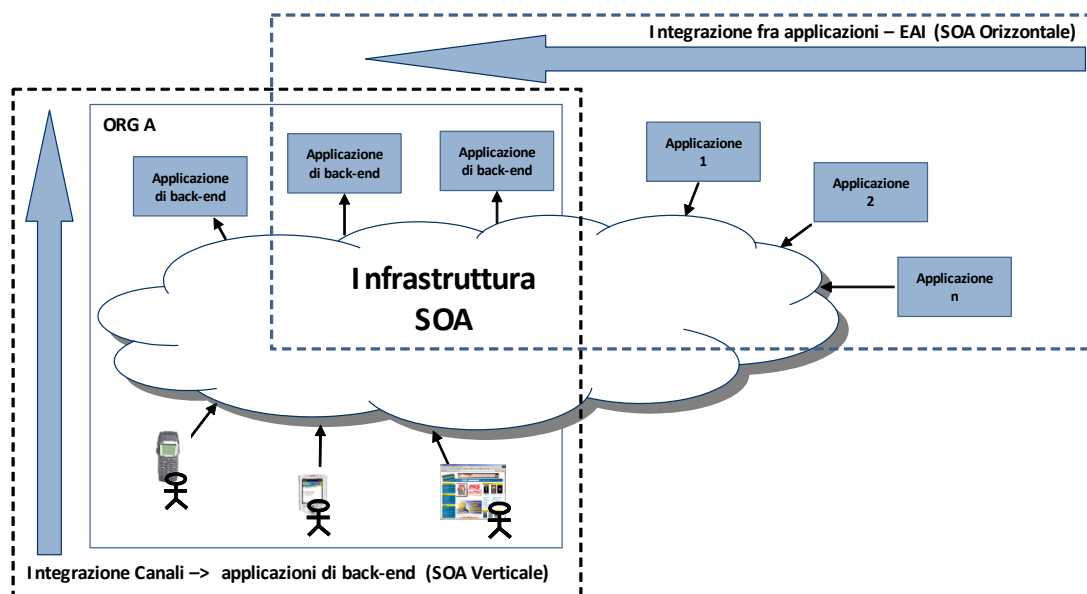 Integrazione fra applicazioni – EAI (SOA Orizzontale)
ORG A
Applicazione
di back-end
Applicazione
di back-end
Applicazione
di back-end
Applicazione
1
Applicazione
2
Applicazione
n
Infrastruttura
SOA
Integrazione Canali –> applicazioni di back-end (SOA Verticale)